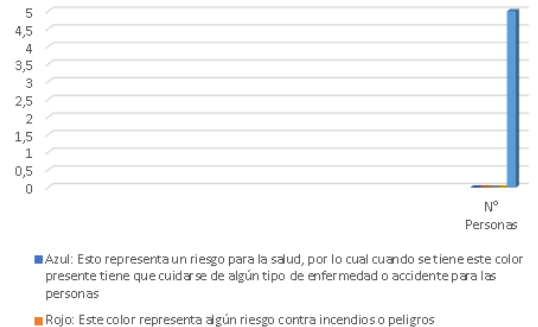 5
4,5
4
3,5
3
2,5
2
1,5
1
0,5
0
N°
Personas
Azul: Esto representa un riesgo para la salud, por lo cual cuando se tiene este color
presente tiene que cuidarse de algún tipo de enfermedad o accidente para las
personas
Rojo: Este color representa algún riesgo contra incendios o peligros